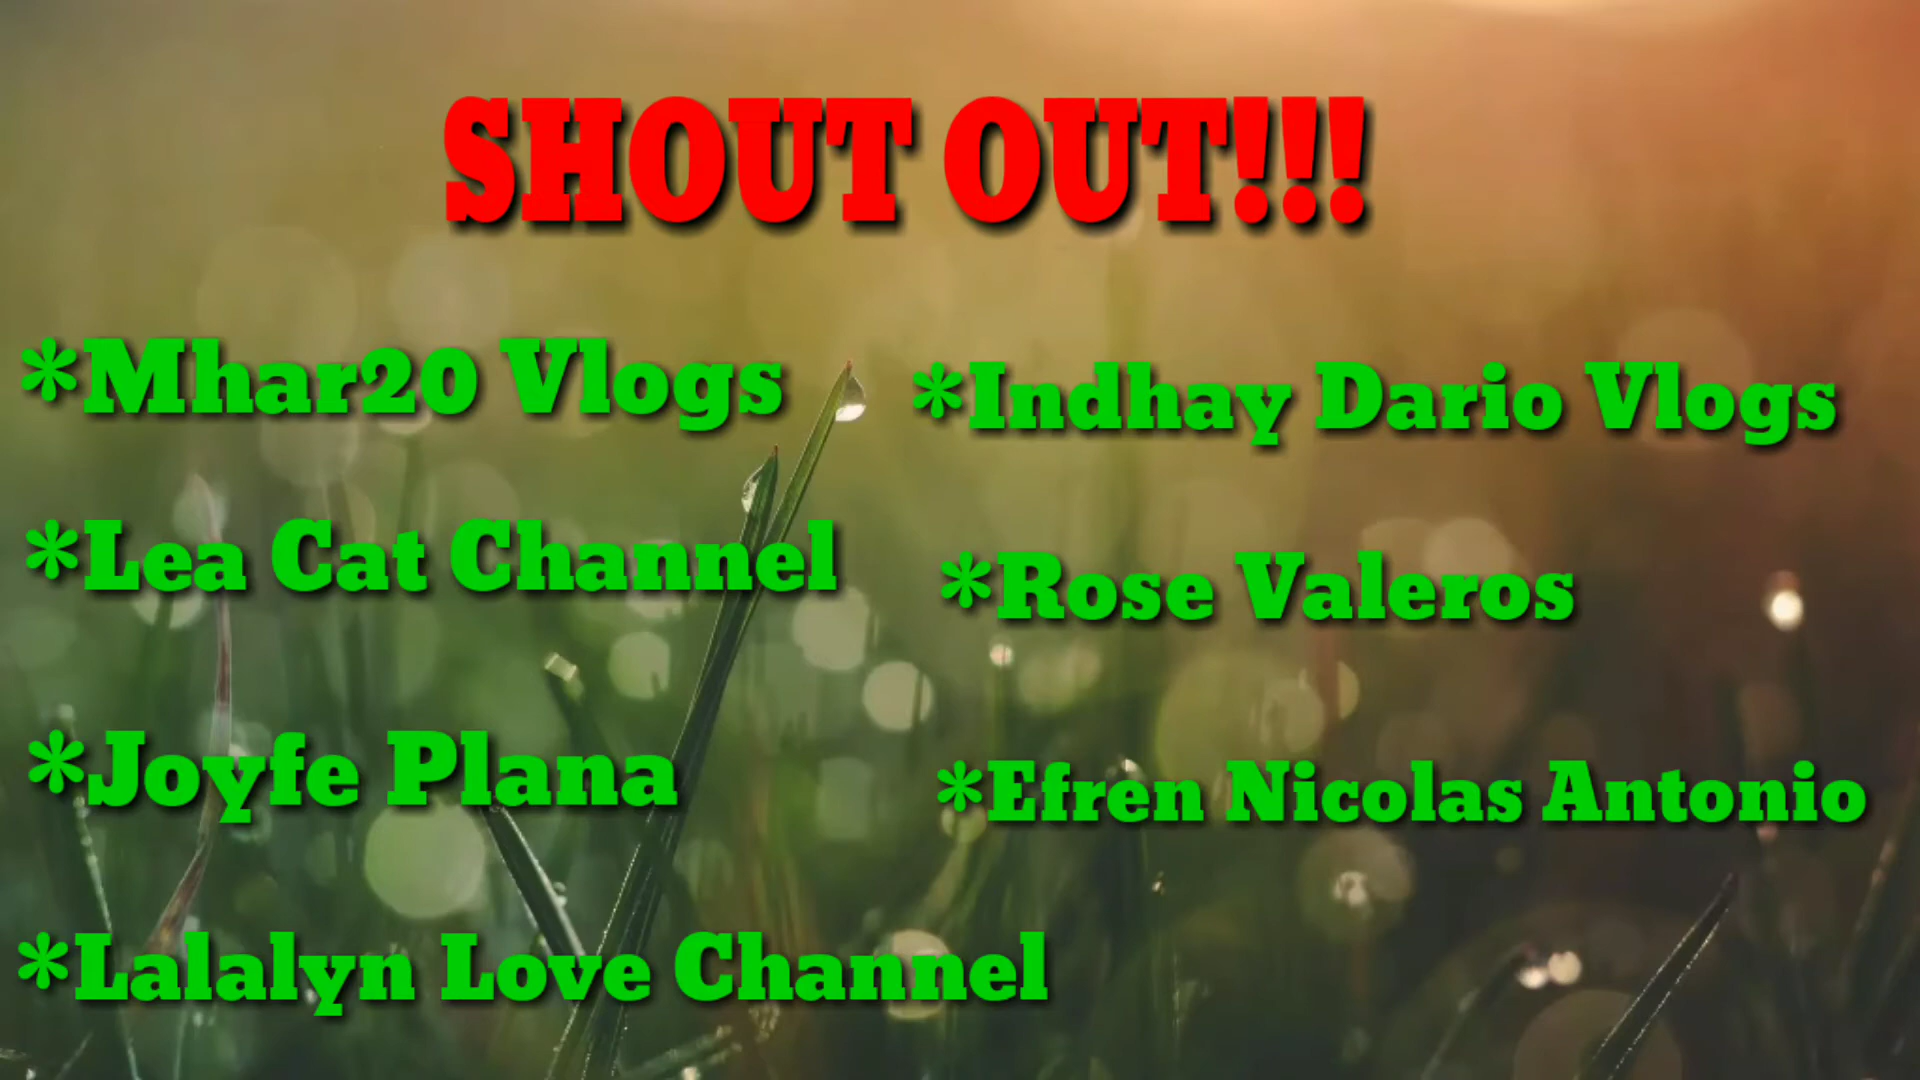 SHOUT OUT!!!
*Mhar20 Vlogs
*Lea Cat Channel
*Joyfe Plana
*Lalalyn Love Channel
*Indhay Dario Vlogs
*Rose Valeros
*Efren Nicolas Antonio